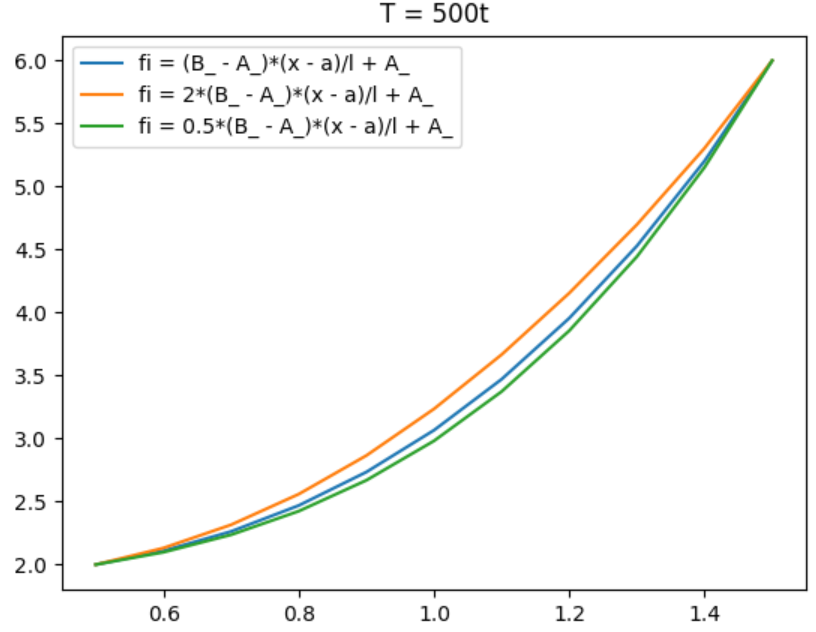 T = 500t
fi = (B_ - A_)*(x - a)/l + A_
fi = 2*(B_ - A_)*(x - a)/l + A_
fi = 0.5*(B_ - A_)*(x - a)/l + A_
6.0
5.5
5.0
4.5
4.0
3.5
3.0
2.5
2.0
0.6 0.8 1.0 1.2 1.4